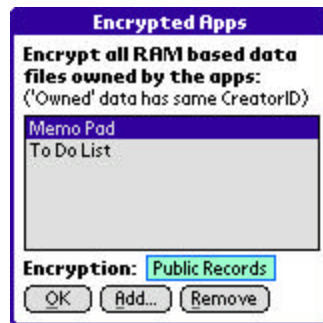 Encrypted Apps
Encrypt all RAM based data
files owned by the apps:
('Owned' data has same CreatorID)
Memo Pad
To Do List
Encryption: Public Records
OK Add... Remove